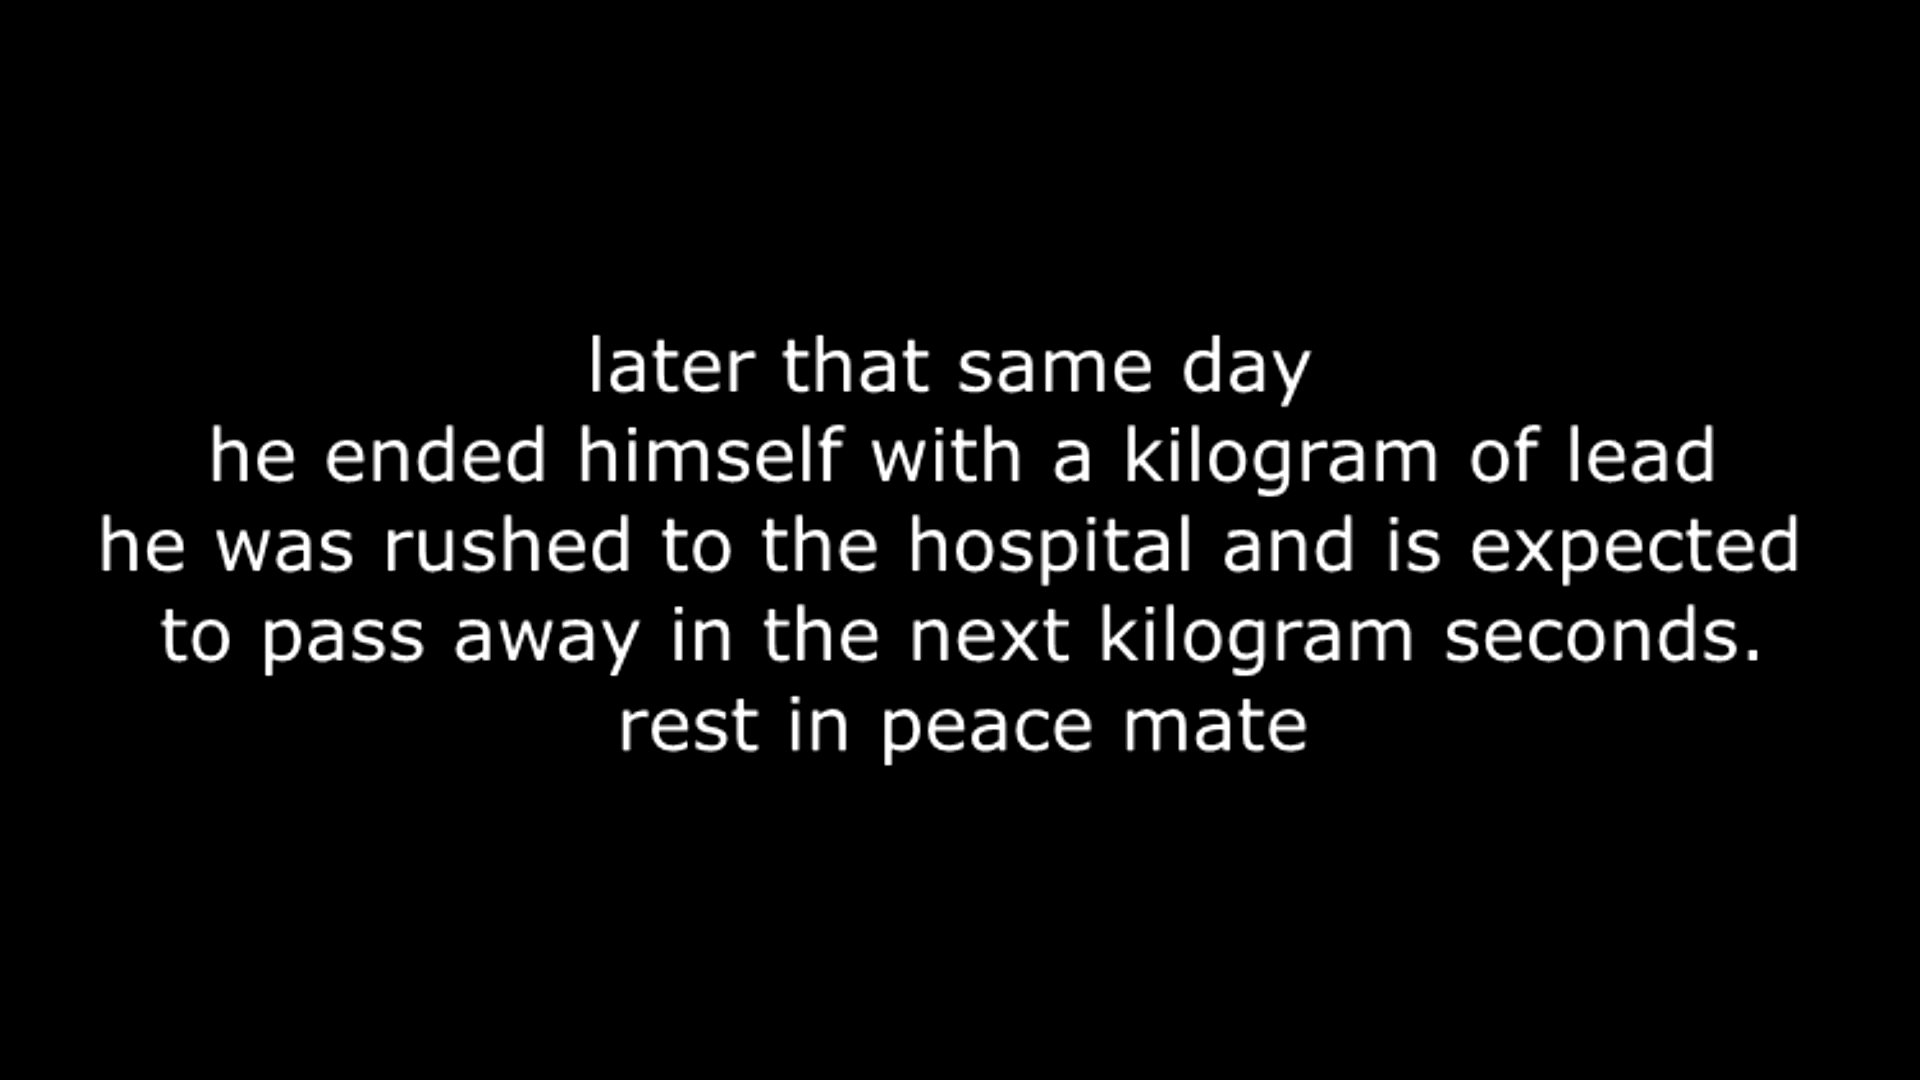 later that same day
he ended himself with a kilogram of lead
he was rushed to the hospital and is expected
to pass away in the next kilogram seconds.
rest in peace mate